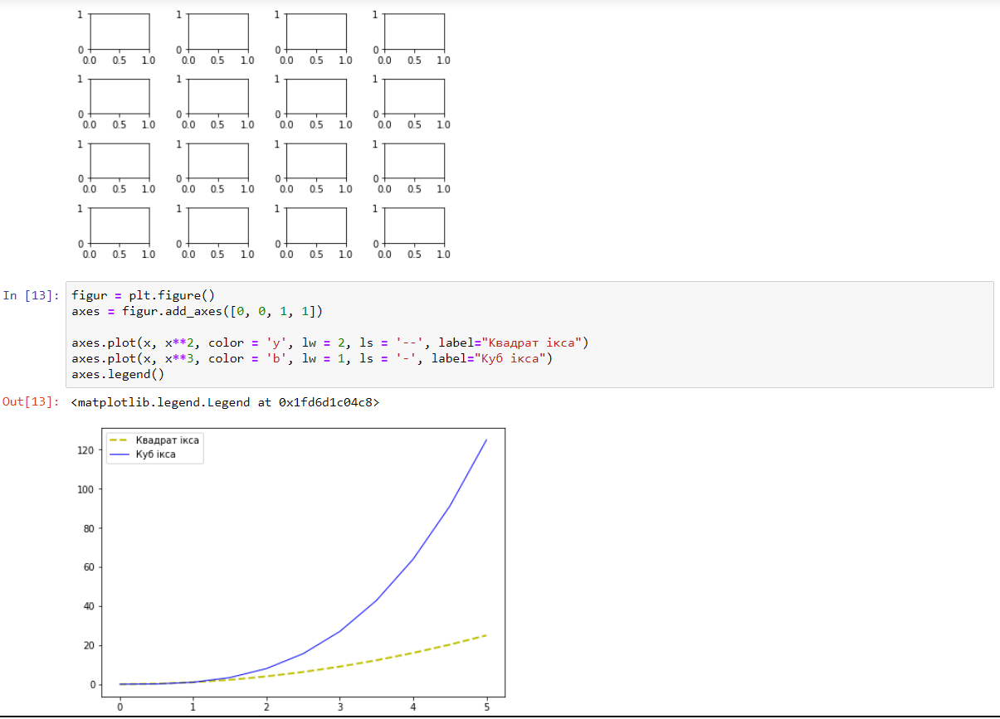 1 1 1 1
0 0 0 0
0.0 0.5 1.0 0.0 0.5 1.0 0.0 0.5 1.0 0.0 0.5 1.0
1 1 1 1
0 0 0 0
0.0 0.5 1.0 0.0 0.5 1.0 0.0 0.5 1.0 0.0 0.5 1.0
1 1 1 1
0 0 0 0
0.0 0.5 1.0 0.0 0.5 1.0 0.0 0.5 1.0 0.0 0.5 1.0
1 1 1 1
0 0 0 0
0.0 0.5 1.0 0.0 0.5 1.0 0.0 0.5 1.0 0.0 0.5 1.0
In [13]: figur = plt.figure()
axes = figur.add_axes([0, 0, 1, 1])
axes.plot(x, x**2, color = 'y', lw = 2, ls = '--', label="Квадрат ікса")
axes.plot(x, x**3, color = 'b', lw = 1, ls = '-', label="Куб ікса")
axes.legend()
Out[13]: <matplotlib.legend.Legend at 0x1fd6d1c04c8>
Квадрат ікса
Куб ікса
120
100
80
60
40
20
0
0 1 2 3 4 5